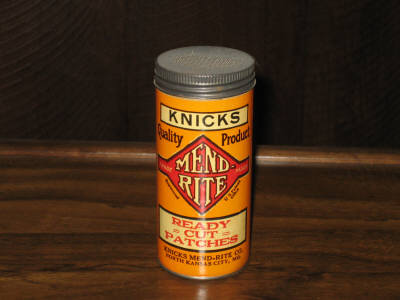 KNICKS
Quality Product
MEND-
RITE
READY
CUT
PATCHES
KNICKS MEND-RITE CO.
NORTH KANSAS CITY, MO.